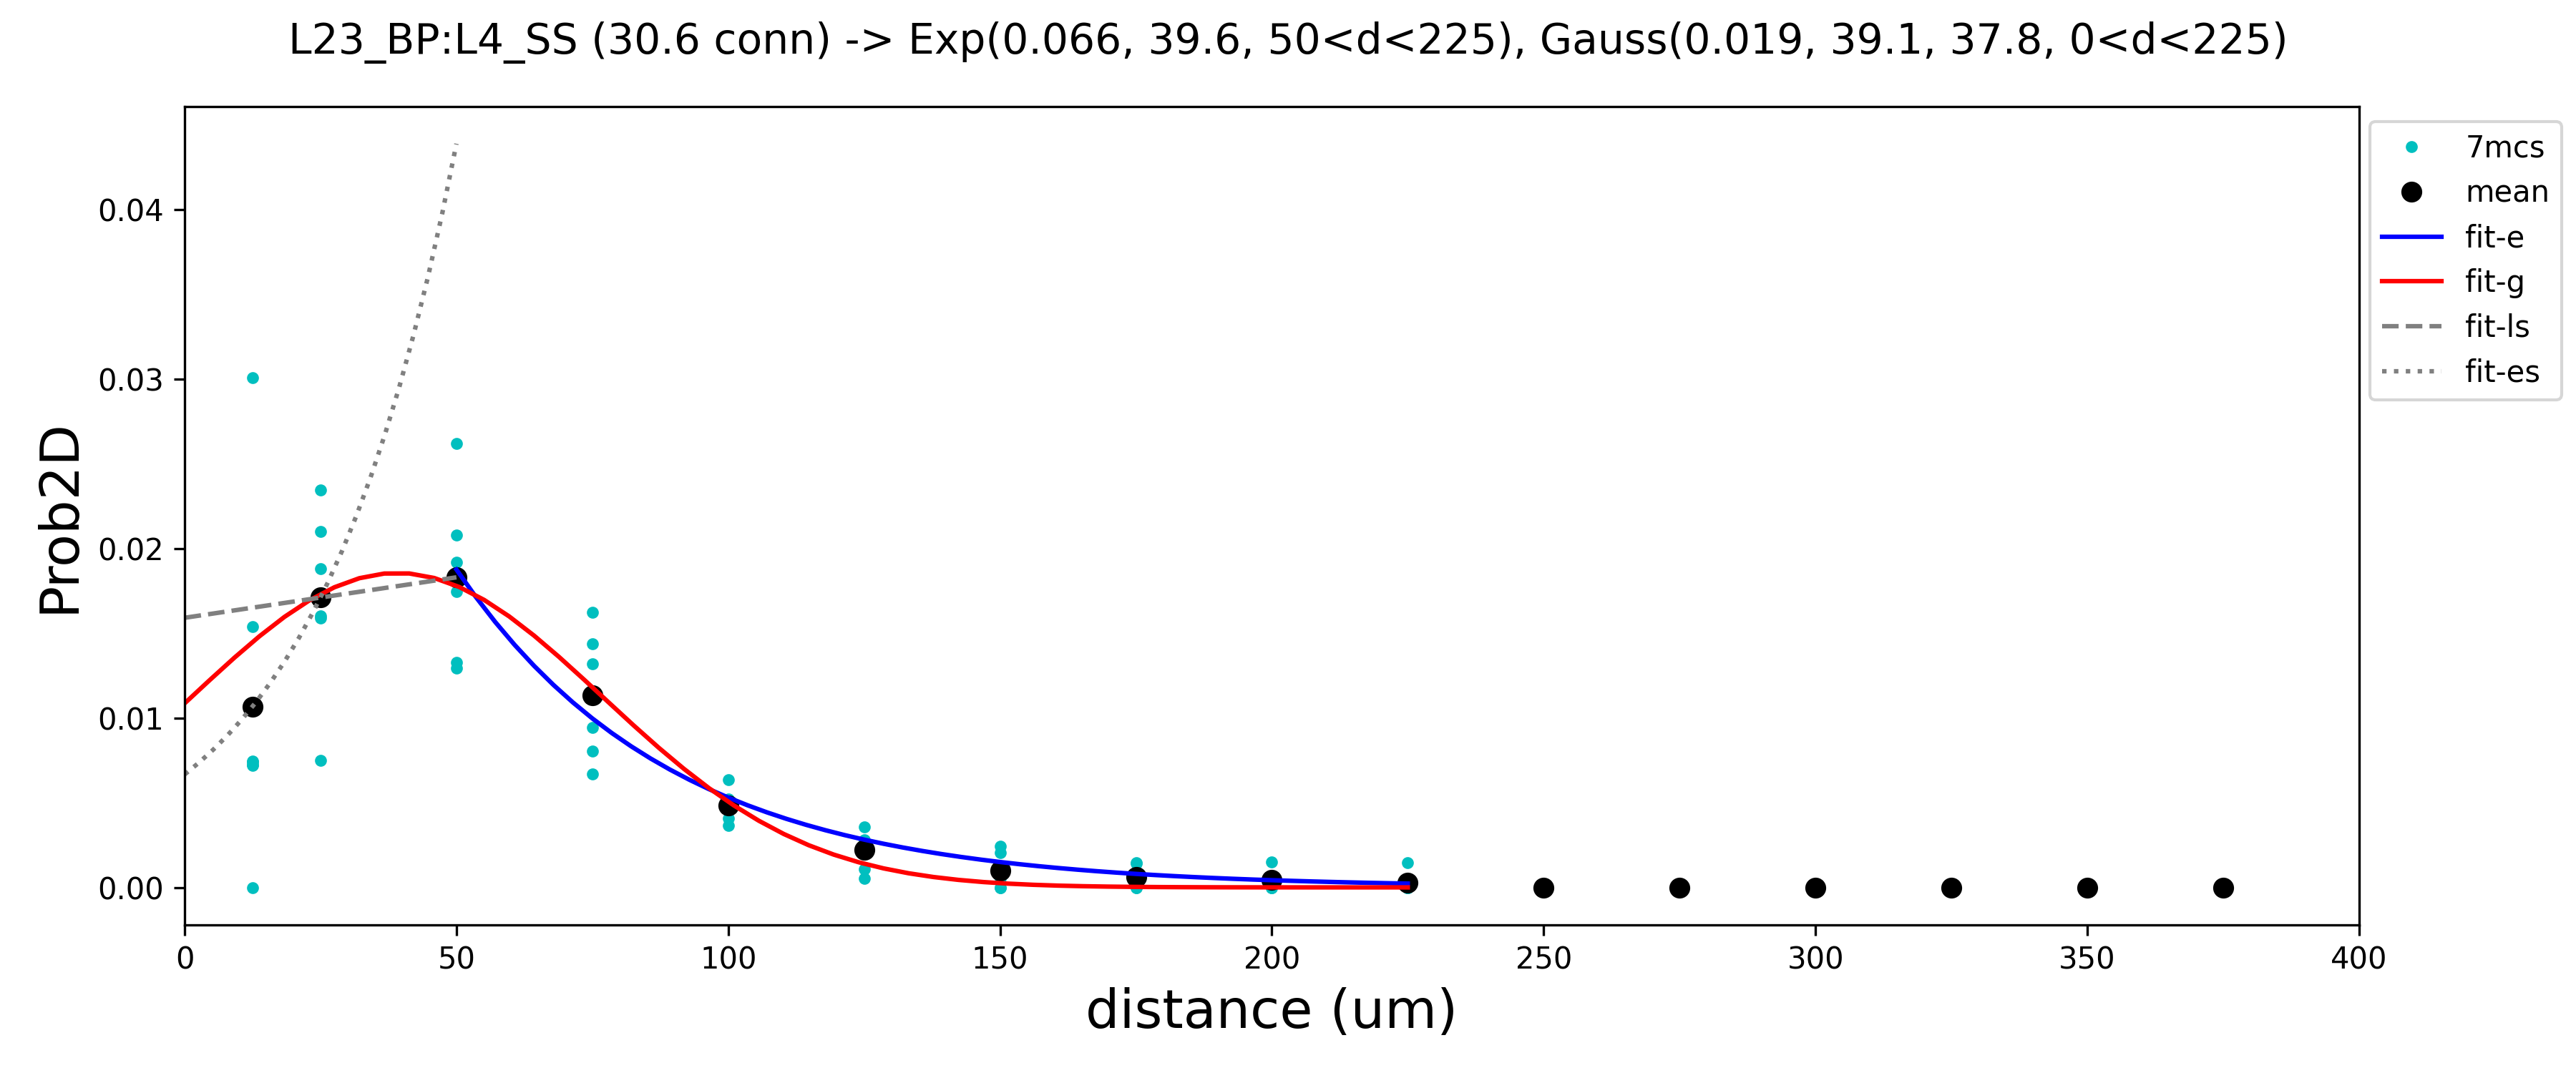 L23_BP:L4_SS (30.6 conn) -> Exp(0.066, 39.6, 50<d<225), Gauss(0.019, 39.1, 37.8, 0<d<225)
7mcs
mean
fit-e
fit-g
fit-ls
fit-es
Prob2D
0.04
0.03
0.02
0.01
0.00
0 50 100 150 200 250 300 350 400
distance (um)